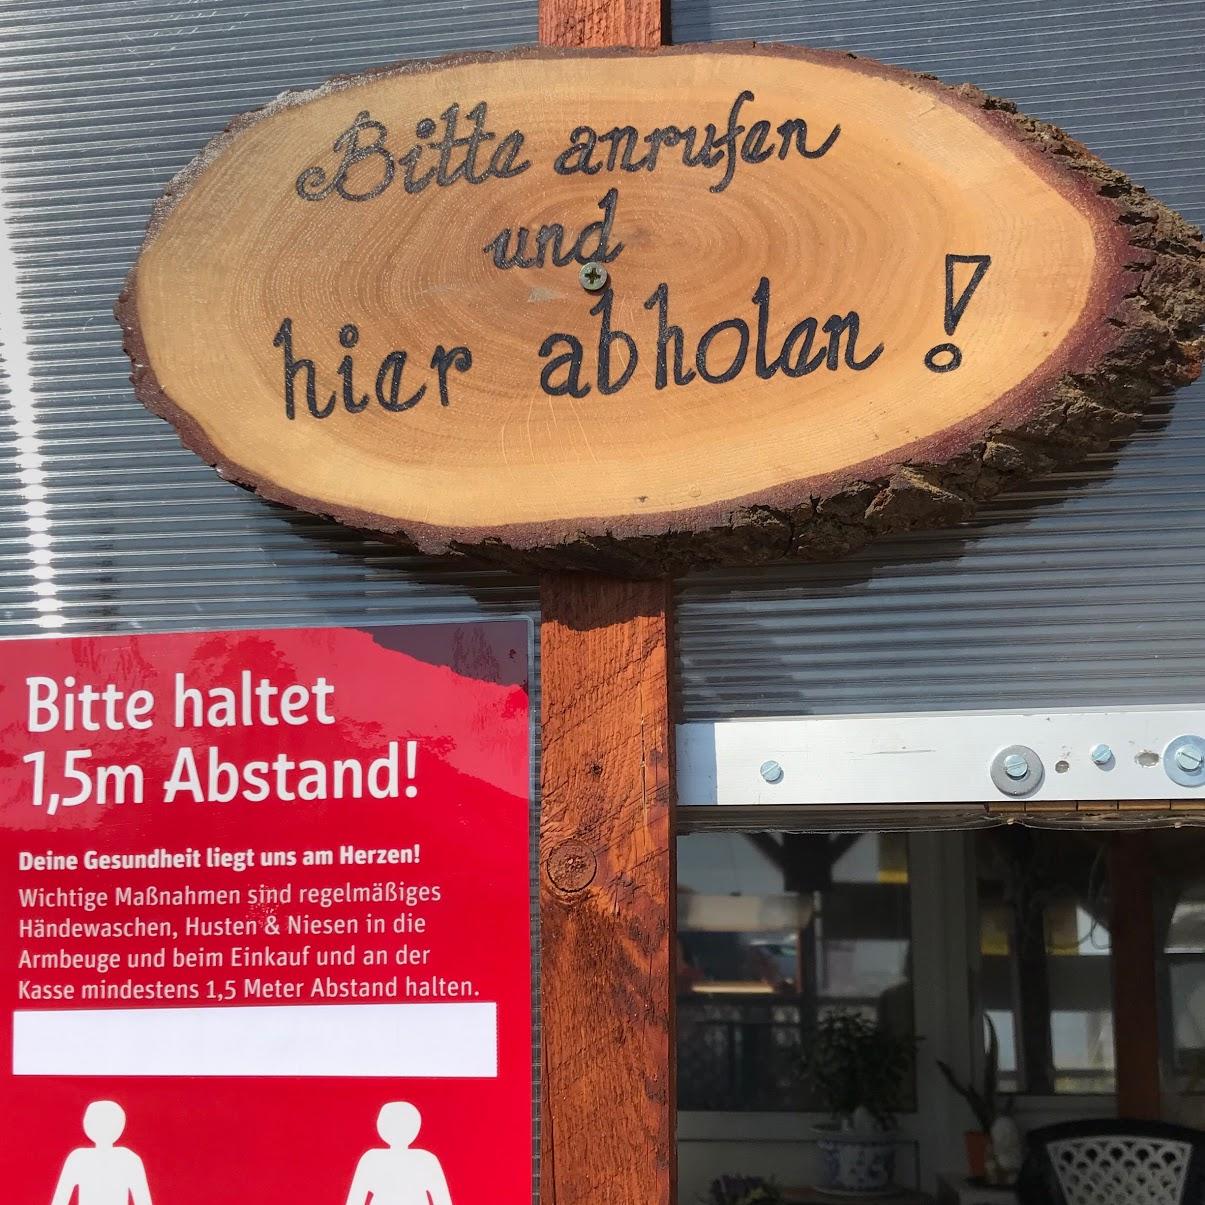 Bitte anrufen
und
hier abholen!
Bitte haltet
1,5m Abstand!
Deine Gesundheit liegt uns am Herzen!
Wichtige Maßnahmen sind regelmäßiges
Händewaschen, Husten & Niesen in die
Armbeuge und beim Einkauf und an der
Kasse mindestens 1,5 Meter Abstand halten.